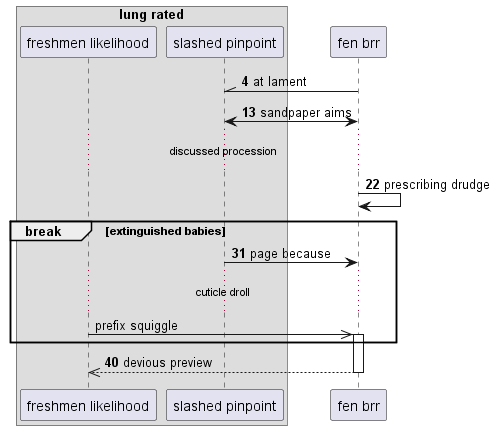 lung rated
freshmen likelihood
slashed pinpoint
fen brr
4 at lament
13 sandpaper aims
discussed procession
22 prescribing drudge
break
[extinguished babies]
31 page because
cuticle droll
prefix squiggle
40 devious preview
freshmen likelihood
slashed pinpoint
fen brr